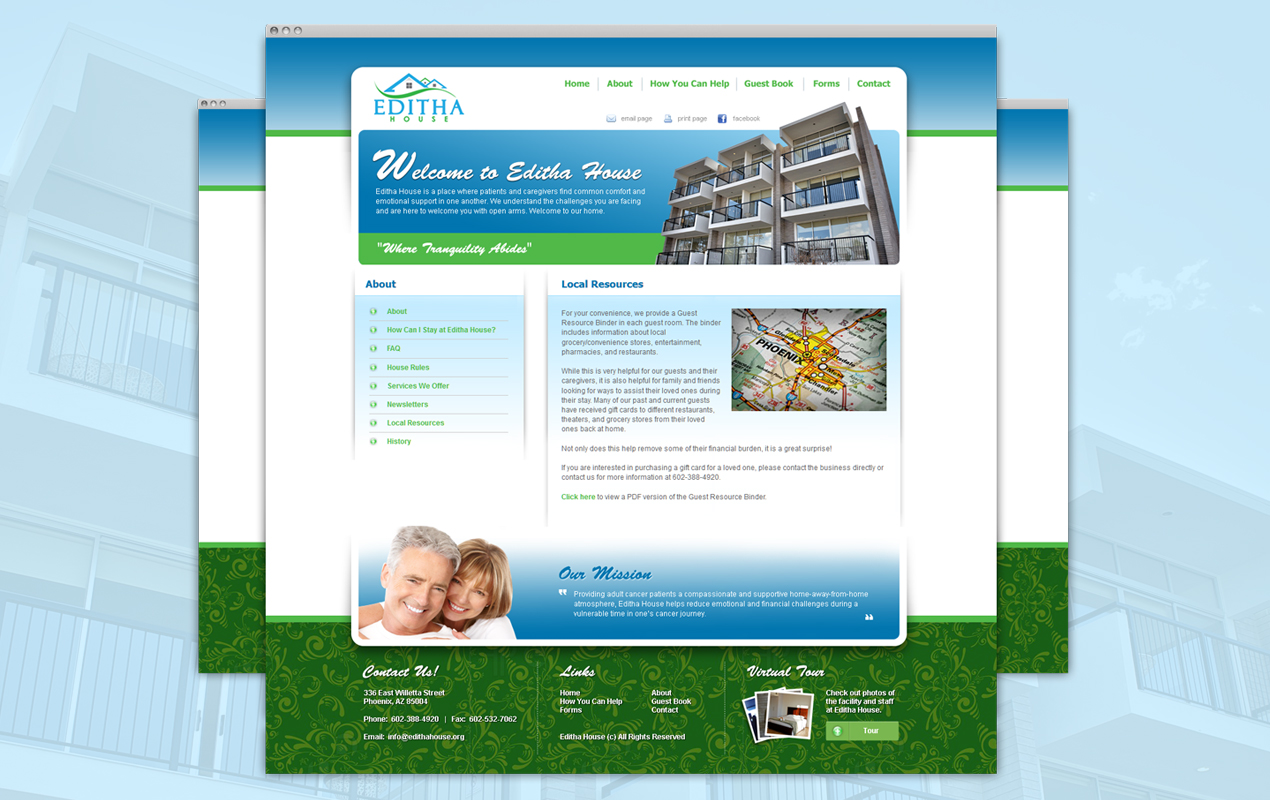 EDITHA
HOUSE
Home
About
How You Can Help
Guest Book
Forms
Contact
email page
print page
facebook
Welcome to Editha House
Editha House is a place where patients and caregivers find common comfort and
emotional support in one another. We understand the challenges you are facing
and are here to welcome you with open arms. Welcome to our home.
"Where Tranquility Abides"
About
About
How Can I Stay at Editha House?
FAQ
House Rules
Services We Offer
Newsletters
Local Resources
History
Local Resources
For your convenience, we provide a Guest
Resource Binder in each guest room. The binder
includes information about local
grocery/convenience stores, entertainment,
pharmacies, and restaurants.
While this is very helpful for our guests and their
caregivers, it is also helpful for family and friends
looking for ways to assist their loved ones during
their stay. Many of our past and current guests
have received gift cards to different restaurants,
theaters, and grocery stores from their loved
ones back at home.
Not only does this help remove some of their financial burden, it is a great surprise!
If you are interested in purchasing a gift card for a loved one, please contact the business directly or
contact us for more information at 602-388-4920.
Click here to view a PDF version of the Guest Resource Binder.
Glendale
Scottsdale
PHOENIX
Mesa
Chandler
Our Mission
" Providing adult cancer patients a compassionate and supportive home-away-from-home
atmosphere, Editha House helps reduce emotional and financial challenges during a
vulnerable time in one's cancer journey. "
Contact Us!
336 East Willetta Street
Phoenix, AZ 85004
Phone: 602-388-4920 | Fax: 602-532-7062
Email: info@edithahouse.org
Links
Home
How You Can Help
Forms
About
Guest Book
Contact
Editha House (c) All Rights Reserved
Virtual Tour
Check out photos of
the facility and staff
at Editha House.
Tour